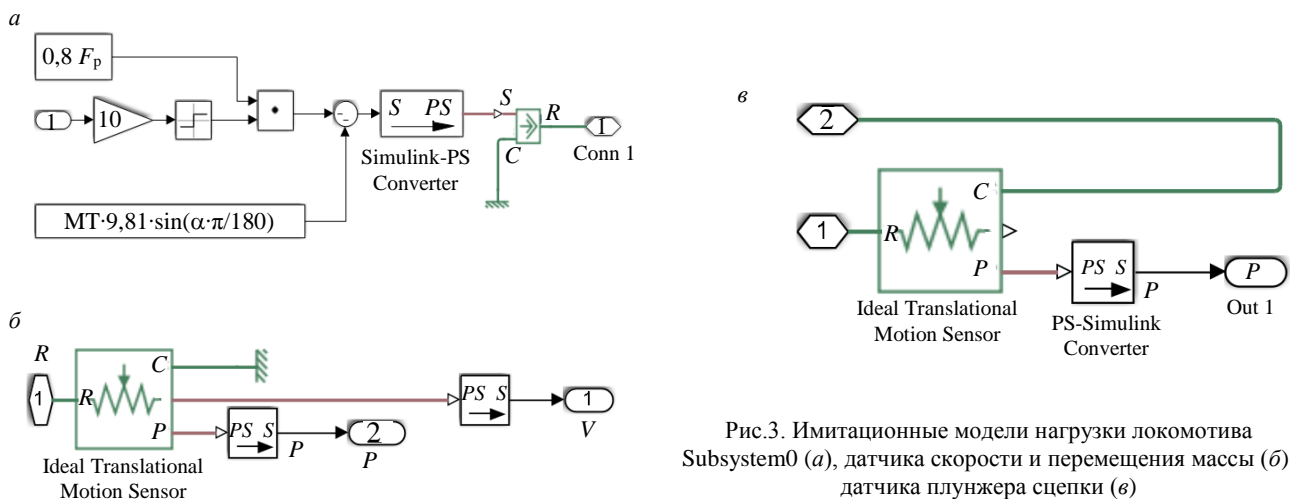 а
0,8 Fр
1
10
S PS
Simulink-PS
Converter
S
R
C
1
Conn 1
MT·9,81·sin(α·π/180)
б
R
1
R
C
P
Ideal Translational
Motion Sensor
PS S
P
2
P
PS S
1
V
в
2
1
R
C
P
Ideal Translational
Motion Sensor
PS S
P
PS-Simulink
Converter
P
Out 1
Рис.3. Имитационные модели нагрузки локомотива
Subsystem0 (а), датчика скорости и перемещения массы (б)
датчика плунжера сцепки (в)